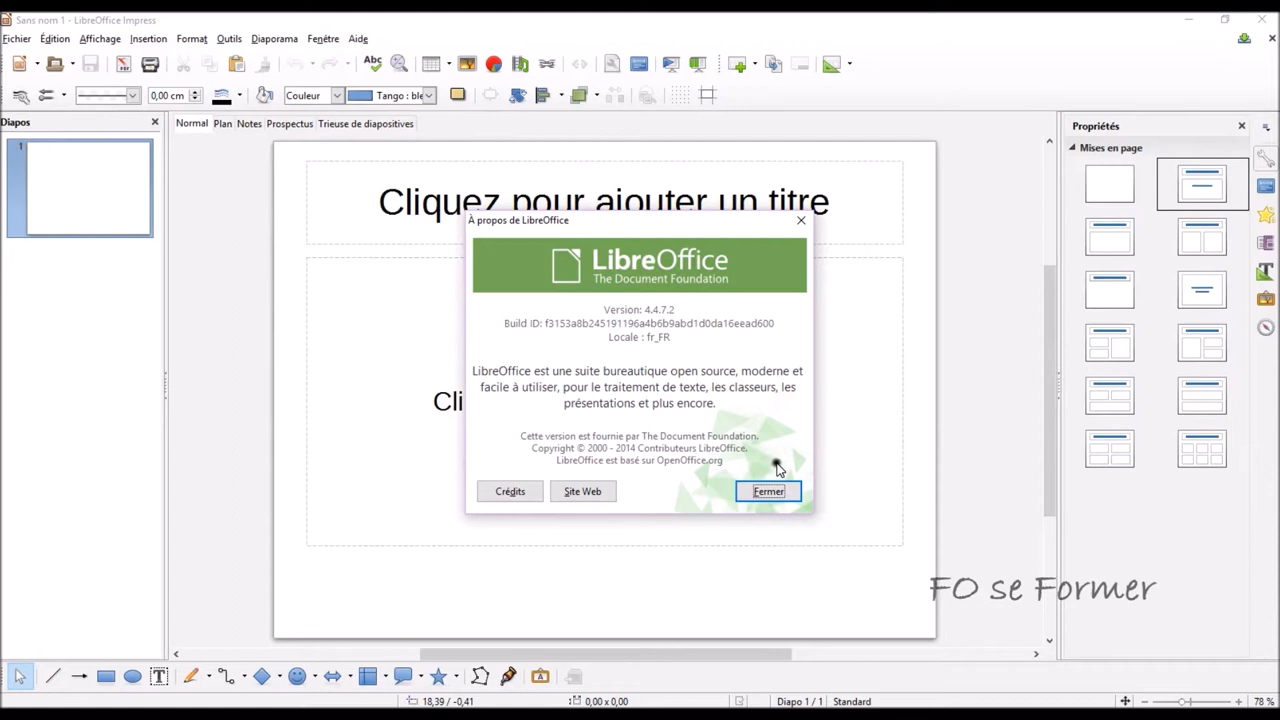 Sans nom 1 - LibreOffice Impress
Fichier Édition Affichage Insertion Format Outils Diaporama Fenêtre Aide
Abc
0,00 cm Couleur Tango : ble
Diapos
Normal Plan Notes Prospectus Trieuse de diapositives
Propriétés
Mises en page
1
Cliquez pour ajouter un titre
À propos de LibreOffice
LibreOffice
The Document Foundation
Version: 4.4.7.2
Build ID: f3153a8b245191196a4b6b9abd1d0da16eead600
Locale : fr_FR
LibreOffice est une suite bureautique open source, moderne et
facile à utiliser, pour le traitement de texte, les classeurs, les
présentations et plus encore.
Cli
Cette version est fournie par The Document Foundation.
Copyright © 2000 - 2014 Contributeurs LibreOffice.
LibreOffice est basé sur OpenOffice.org
Crédits Site Web Fermer
FO se Former
T
A
18,39 / -0,41 0,00 x 0,00 Diapo 1 / 1 Standard 78 %